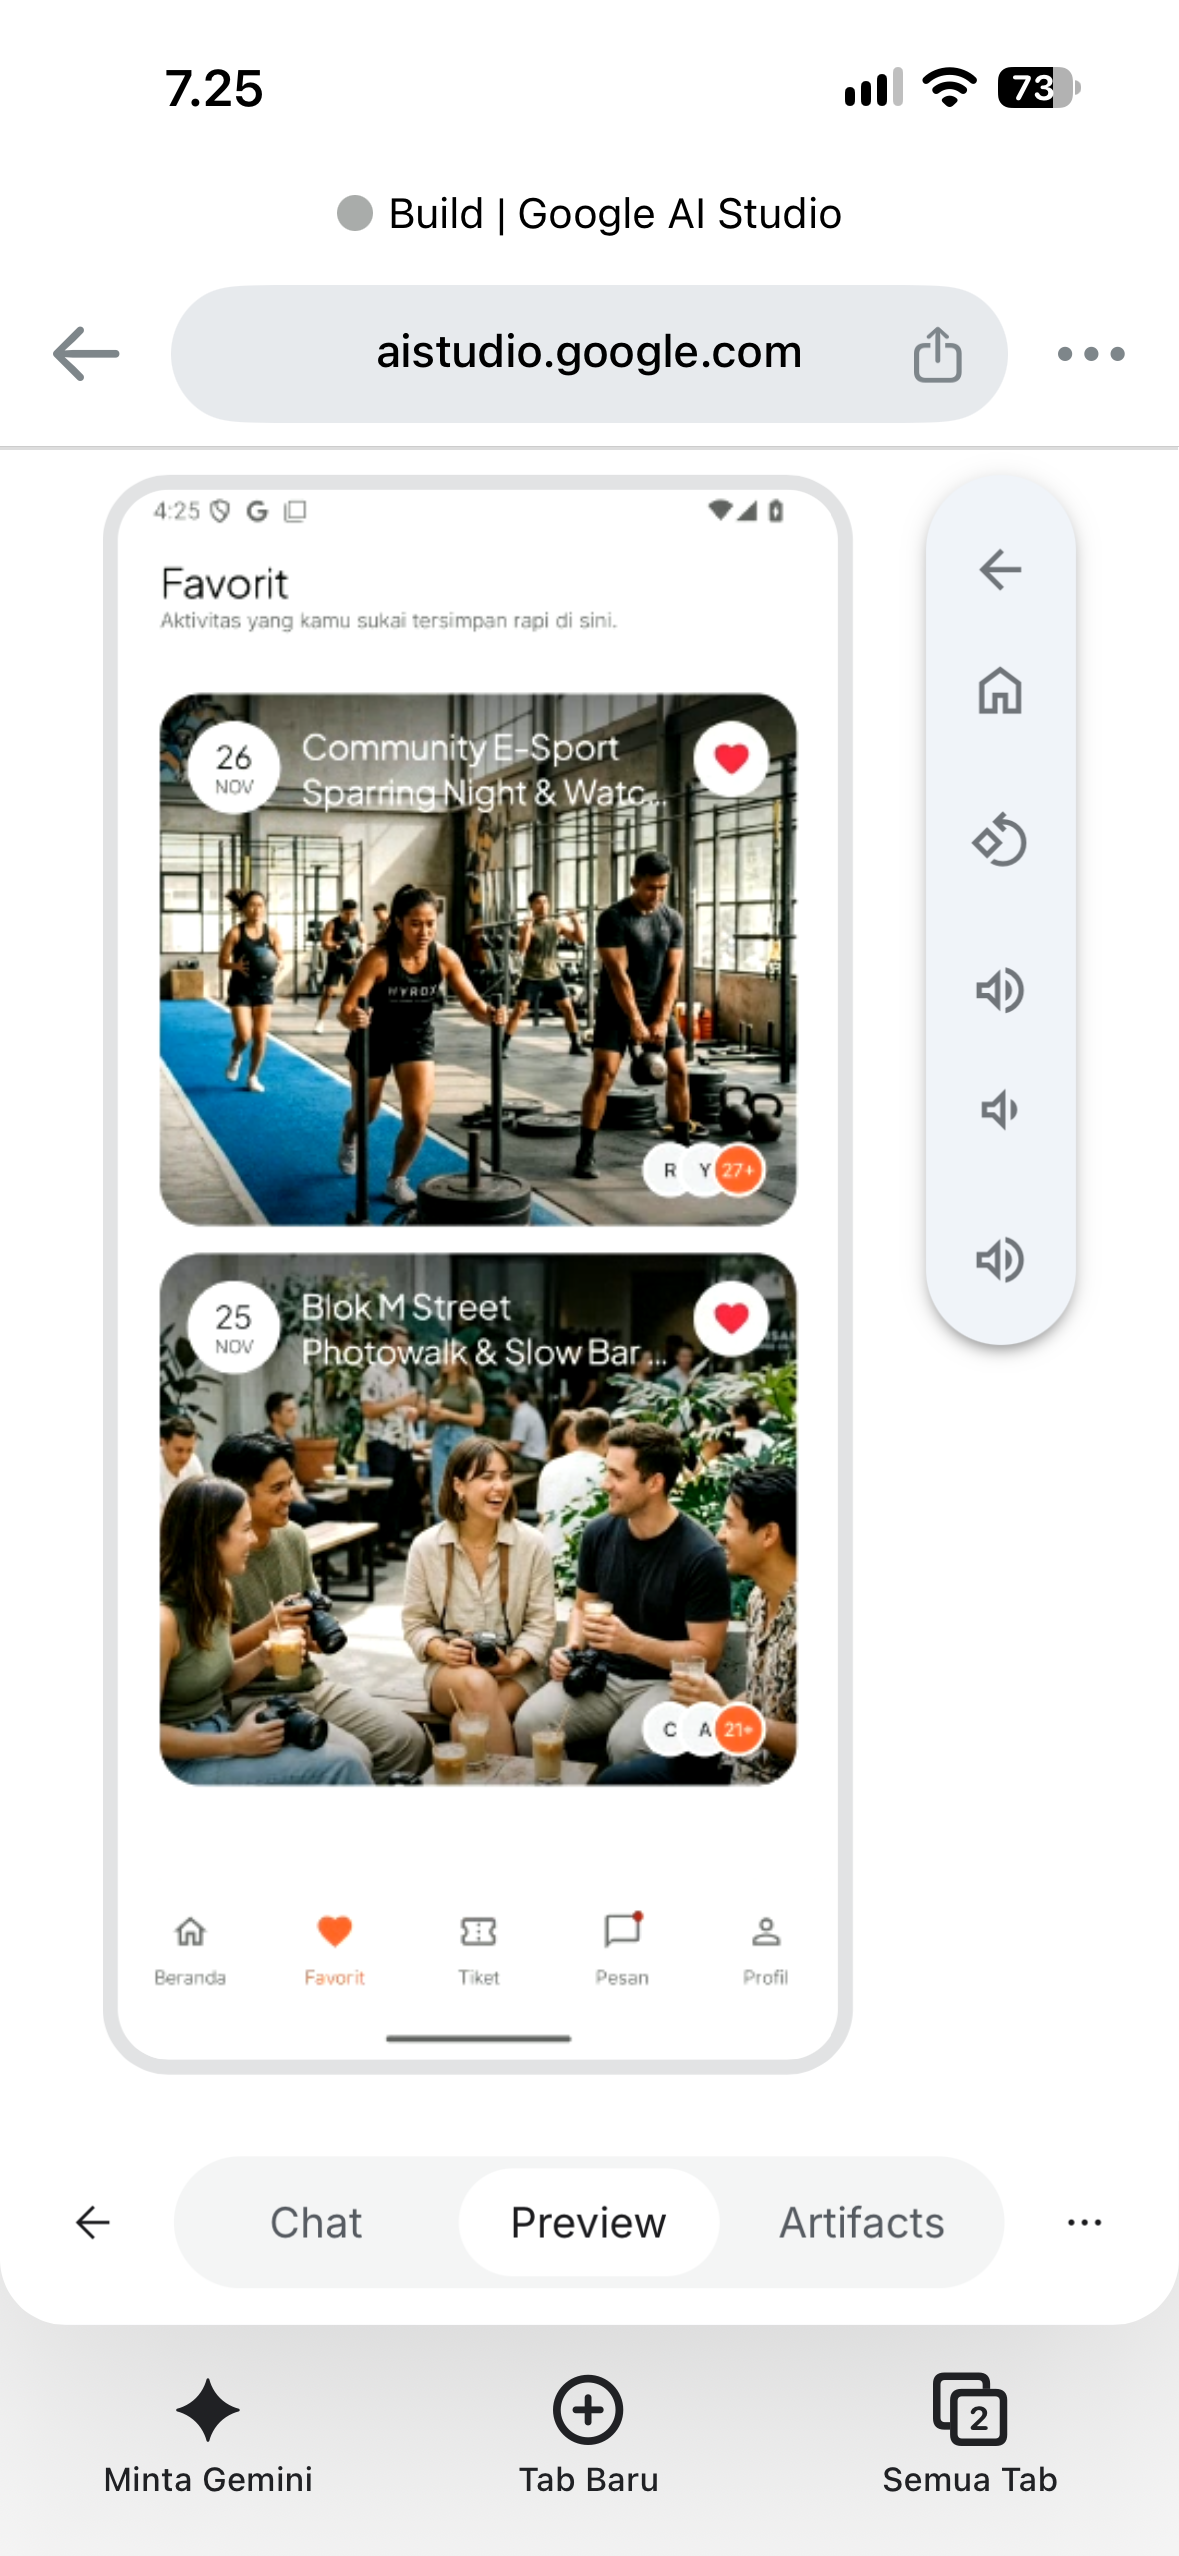 7.25
73
Build | Google AI Studio
aistudio.google.com
4:25
Favorit
Aktivitas yang kamu sukai tersimpan rapi di sini.
26
NOV
Community E-Sport
Sparring Night & Watc...
HYROX
R Y 27+
25
NOV
Blok M Street
Photowalk & Slow Bar ...
C A 21+
Beranda
Favorit
Tiket
Pesan
Profil
Chat
Preview
Artifacts
Minta Gemini
Tab Baru
2
Semua Tab